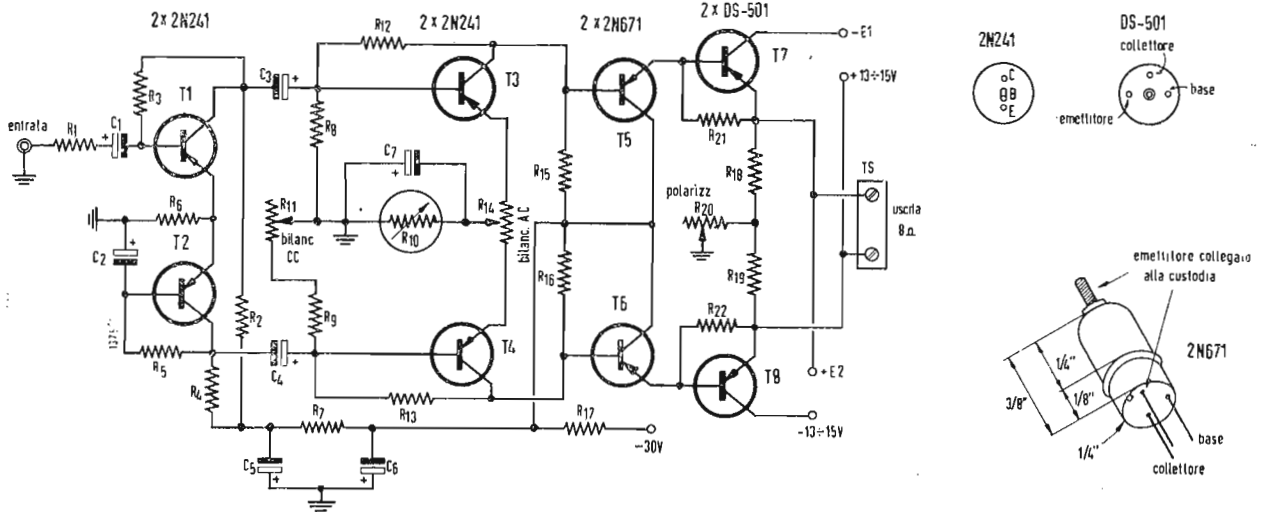 2 x 2N241
R12
2 x 2N241
2 x 2N671
2 x DS-501
T7
-E1
2N241
C
B
E
DS-501
collettore
base
emettitore
R3
T1
C3
T3
T5
+13÷15V
entrata
R1
C1
+
R8
R21
R15
R18
TS
C7
+
R6
T2
R11
bilanc
CC
R10
R14
bilanc. AC
polarizz
R20
uscita
8Ω
C2
+
R16
R19
emettitore collegato
alla custodia
R2
R9
T4
T6
R22
2N671
R5
R4
C4
T8
+E2
1/4"
1/8"
3/8"
1/4"
R13
R7
R17
-30V
-13÷15V
base
collettore
C5
+
C6
+